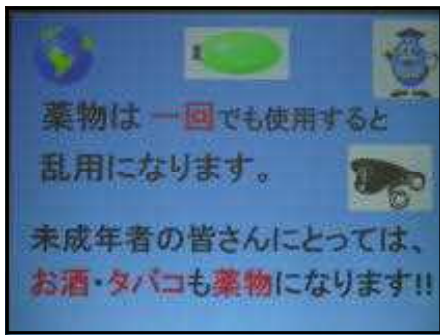 薬物は 一回でも使用すると
乱用になります。
未成年者の皆さんにとっては、
お酒・タバコも薬物になります!!